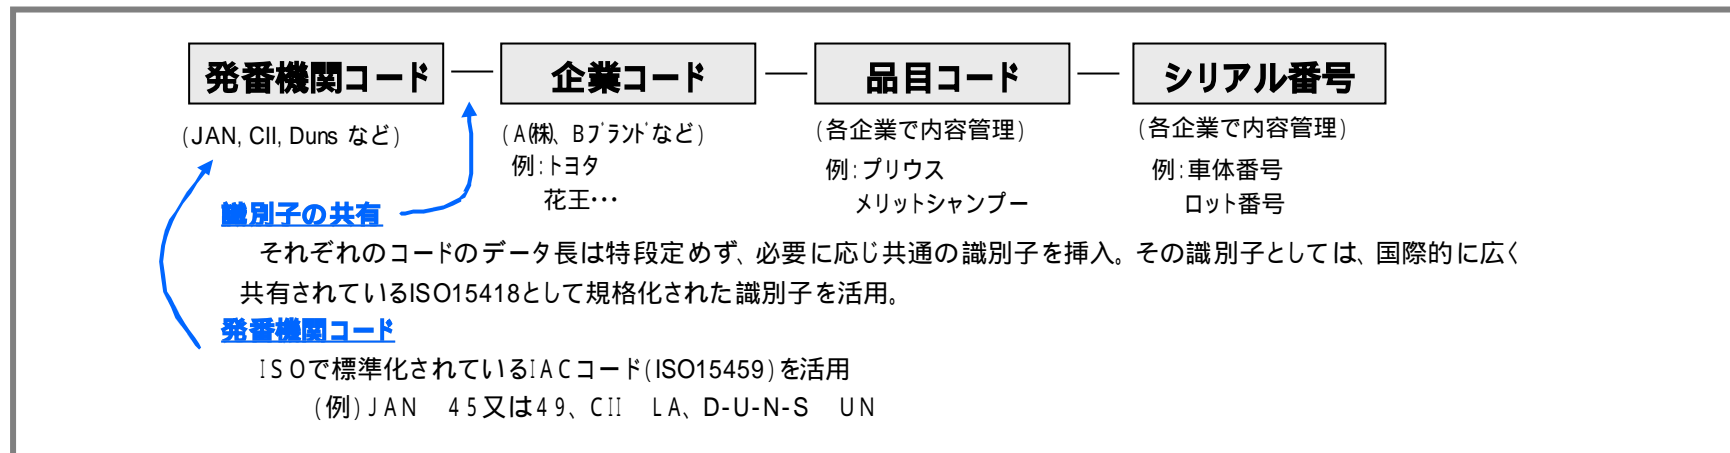 発番機関コード ― 企業コード ― 品目コード ― シリアル番号
(JAN, CII, Duns など) (A㈱、Bブランドなど) (各企業で内容管理) (各企業で内容管理)
例:トヨタ 例:プリウス 例:車体番号
花王・・・ メリットシャンプー ロット番号
識別子の共有
それぞれのコードのデータ長は特段定めず、必要に応じ共通の識別子を挿入。その識別子としては、国際的に広く
共有されているISO15418として規格化された識別子を活用。
発番機関コード
ISOで標準化されているIACコード(ISO15459)を活用
(例)JAN 45又は49、CII LA、D-U-N-S UN